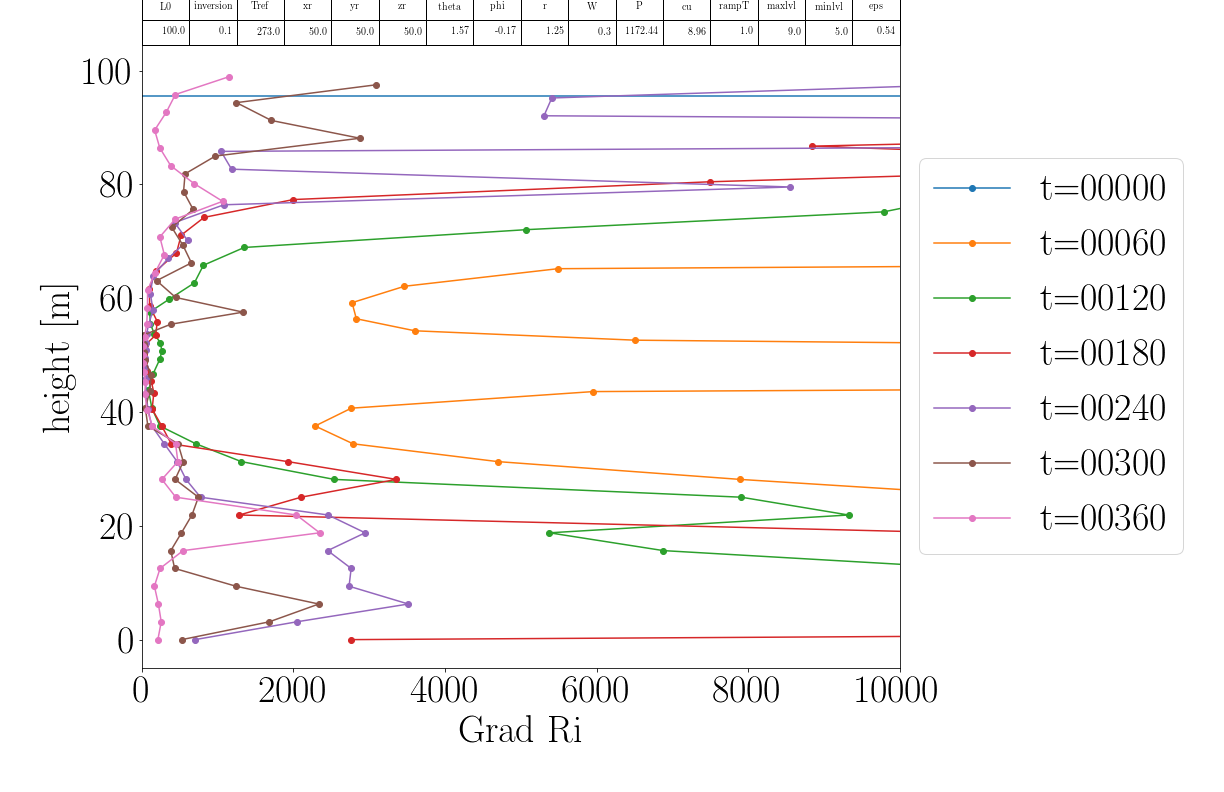 L0 inversion Tref xr yr zr theta phi r W P cu rampT maxlvl minlvl eps
100.0 0.1 273.0 50.0 50.0 50.0 1.57 -0.17 1.25 0.3 1172.44 8.96 1.0 9.0 5.0 0.54
100
80
60
40
20
0
height [m]
0 2000 4000 6000 8000 10000
Grad Ri
t=00000
t=00060
t=00120
t=00180
t=00240
t=00300
t=00360